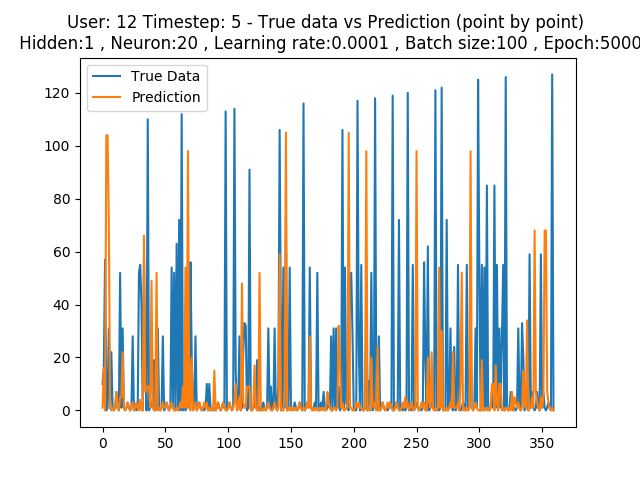 User: 12 Timestep: 5 - True data vs Prediction (point by point)
Hidden:1 , Neuron:20 , Learning rate:0.0001 , Batch size:100 , Epoch:5000
True Data
Prediction
120
100
80
60
40
20
0
0 50 100 150 200 250 300 350